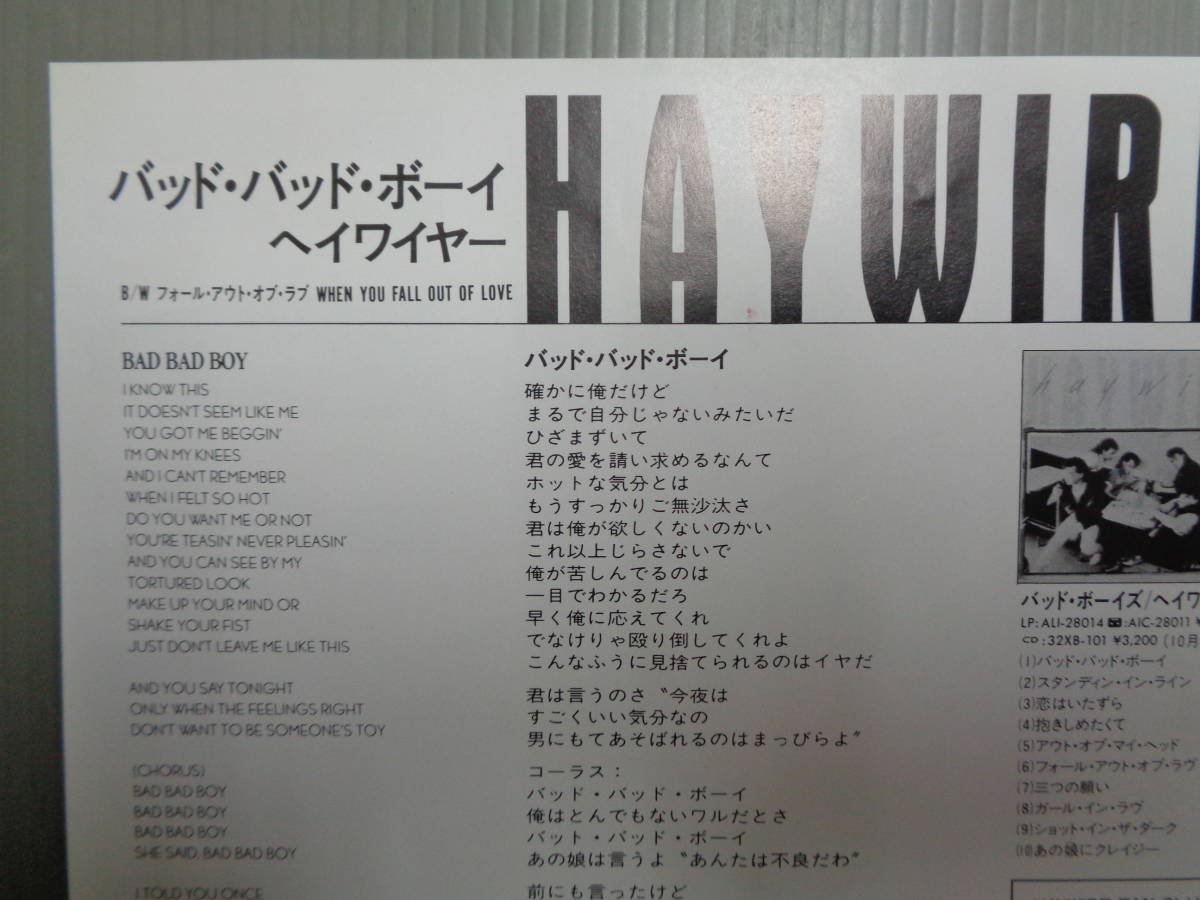 HAYWIR
バッド・バッド・ボーイ
ヘイワイヤー
B/W フォール・アウト・オブ・ラブ WHEN YOU FALL OUT OF LOVE
BAD BAD BOY
I KNOW THIS
IT DOESN'T SEEM LIKE ME
YOU GOT ME BEGGIN'
I'M ON MY KNEES
AND I CAN'T REMEMBER
WHEN I FELT SO HOT
DO YOU WANT ME OR NOT
YOU'RE TEASIN' NEVER PLEASIN'
AND YOU CAN SEE BY MY
TORTURED LOOK
MAKE UP YOUR MIND OR
SHAKE YOUR FIST
JUST DON'T LEAVE ME LIKE THIS
AND YOU SAY TONIGHT
ONLY WHEN THE FEELINGS RIGHT
DON'T WANT TO BE SOMEONE'S TOY
(CHORUS)
BAD BAD BOY
BAD BAD BOY
BAD BAD BOY
SHE SAID, BAD BAD BOY
I TOLD YOU ONCE
バッド・バッド・ボーイ
確かに俺だけど
まるで自分じゃないみたいだ
ひざまずいて
君の愛を請い求めるなんて
ホットな気分とは
もうすっかりご無沙汰さ
君は俺が欲しくないのかい
これ以上じらさないで
俺が苦しんでるのは
一目でわかるだろ
早く俺に応えてくれ
でなけりゃ殴り倒してくれよ
こんなふうに見捨てられるのはイヤだ
君は言うのさ〝今夜は
すごくいい気分なの
男にもてあそばれるのはまっぴらよ〟
コーラス：
バッド・バッド・ボーイ
俺はとんでもないワルだとさ
バット・バッド・ボーイ
あの娘は言うよ〝あんたは不良だわ〟
前にも言ったけど
haywi
バッド・ボーイズ/ヘイワ
LP: ALI-28014 📼:AIC-28011 ¥
CD :32XB-101 ¥3,200 (10月
(1)バッド・バッド・ボーイ
(2)スタンディン・イン・ライン
(3)恋はいたずら
(4)抱きしめたくて
(5)アウト・オブ・マイ・ヘッド
(6)フォール・アウト・オブ・ラヴ
(7)三つの願い
(8)ガール・イン・ラヴ
(9)ショット・イン・ザ・ダーク
(10)あの娘にクレイジー